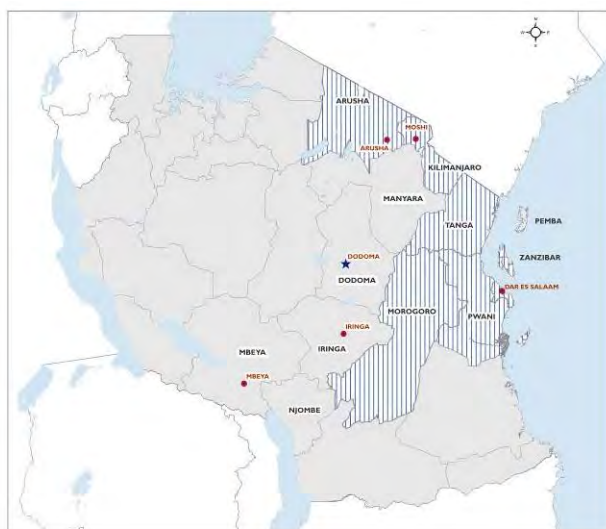 N
ARUSHA
MOSHI
ARUSHA
KILIMANJARO
MANYARA
TANGA
PEMBA
ZANZIBAR
DODOMA
DODOMA
DAR ES SALAAM
MOROGORO
PWANI
IRINGA
IRINGA
MBEYA
MBEYA
NJOMBE